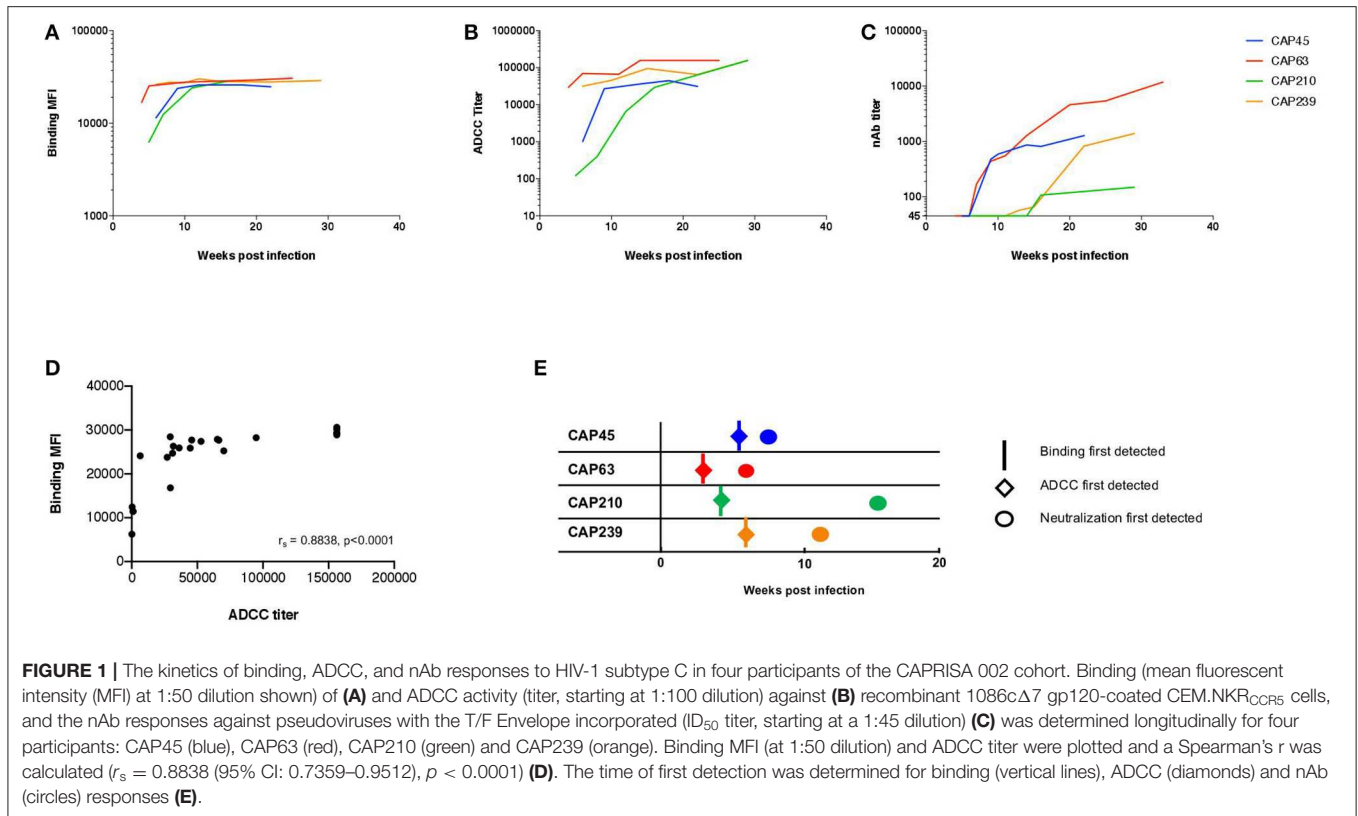 A
100000
10000
1000
Binding MFI
0
10
20
30
40
Weeks post infection
B
1000000
100000
10000
1000
100
10
ADCC Titer
0
10
20
30
40
Weeks post infection
C
100000
10000
1000
100
45
nAb titer
0
10
20
30
40
Weeks post infection
CAP45
CAP63
CAP210
CAP239
D
40000
30000
20000
10000
0
Binding MFI
rs = 0.8838, p<0.0001
0
50000
100000
150000
200000
ADCC titer
E
CAP45
CAP63
CAP210
CAP239
0
10
20
Weeks post infection
Binding first detected
ADCC first detected
Neutralization first detected
FIGURE 1 | The kinetics of binding, ADCC, and nAb responses to HIV-1 subtype C in four participants of the CAPRISA 002 cohort. Binding (mean fluorescent
intensity (MFI) at 1:50 dilution shown) of (A) and ADCC activity (titer, starting at 1:100 dilution) against (B) recombinant 1086cΔ7 gp120-coated CEM.NKRCCR5 cells,
and the nAb responses against pseudoviruses with the T/F Envelope incorporated (ID50 titer, starting at a 1:45 dilution) (C) was determined longitudinally for four
participants: CAP45 (blue), CAP63 (red), CAP210 (green) and CAP239 (orange). Binding MFI (at 1:50 dilution) and ADCC titer were plotted and a Spearman's r was
calculated (rs = 0.8838 (95% CI: 0.7359–0.9512), p < 0.0001) (D). The time of first detection was determined for binding (vertical lines), ADCC (diamonds) and nAb
(circles) responses (E).